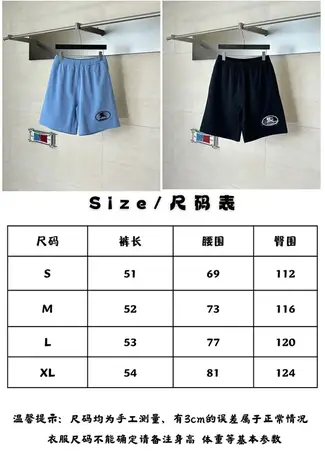 Size/尺码表
尺码 裤长 腰围 臀围
S 51 69 112
M 52 73 116
L 53 77 120
XL 54 81 124
温馨提示：尺码均为手工测量、有3cm的误差属于正常情况
衣服尺码不能确定请备注身高 体重等基本参数